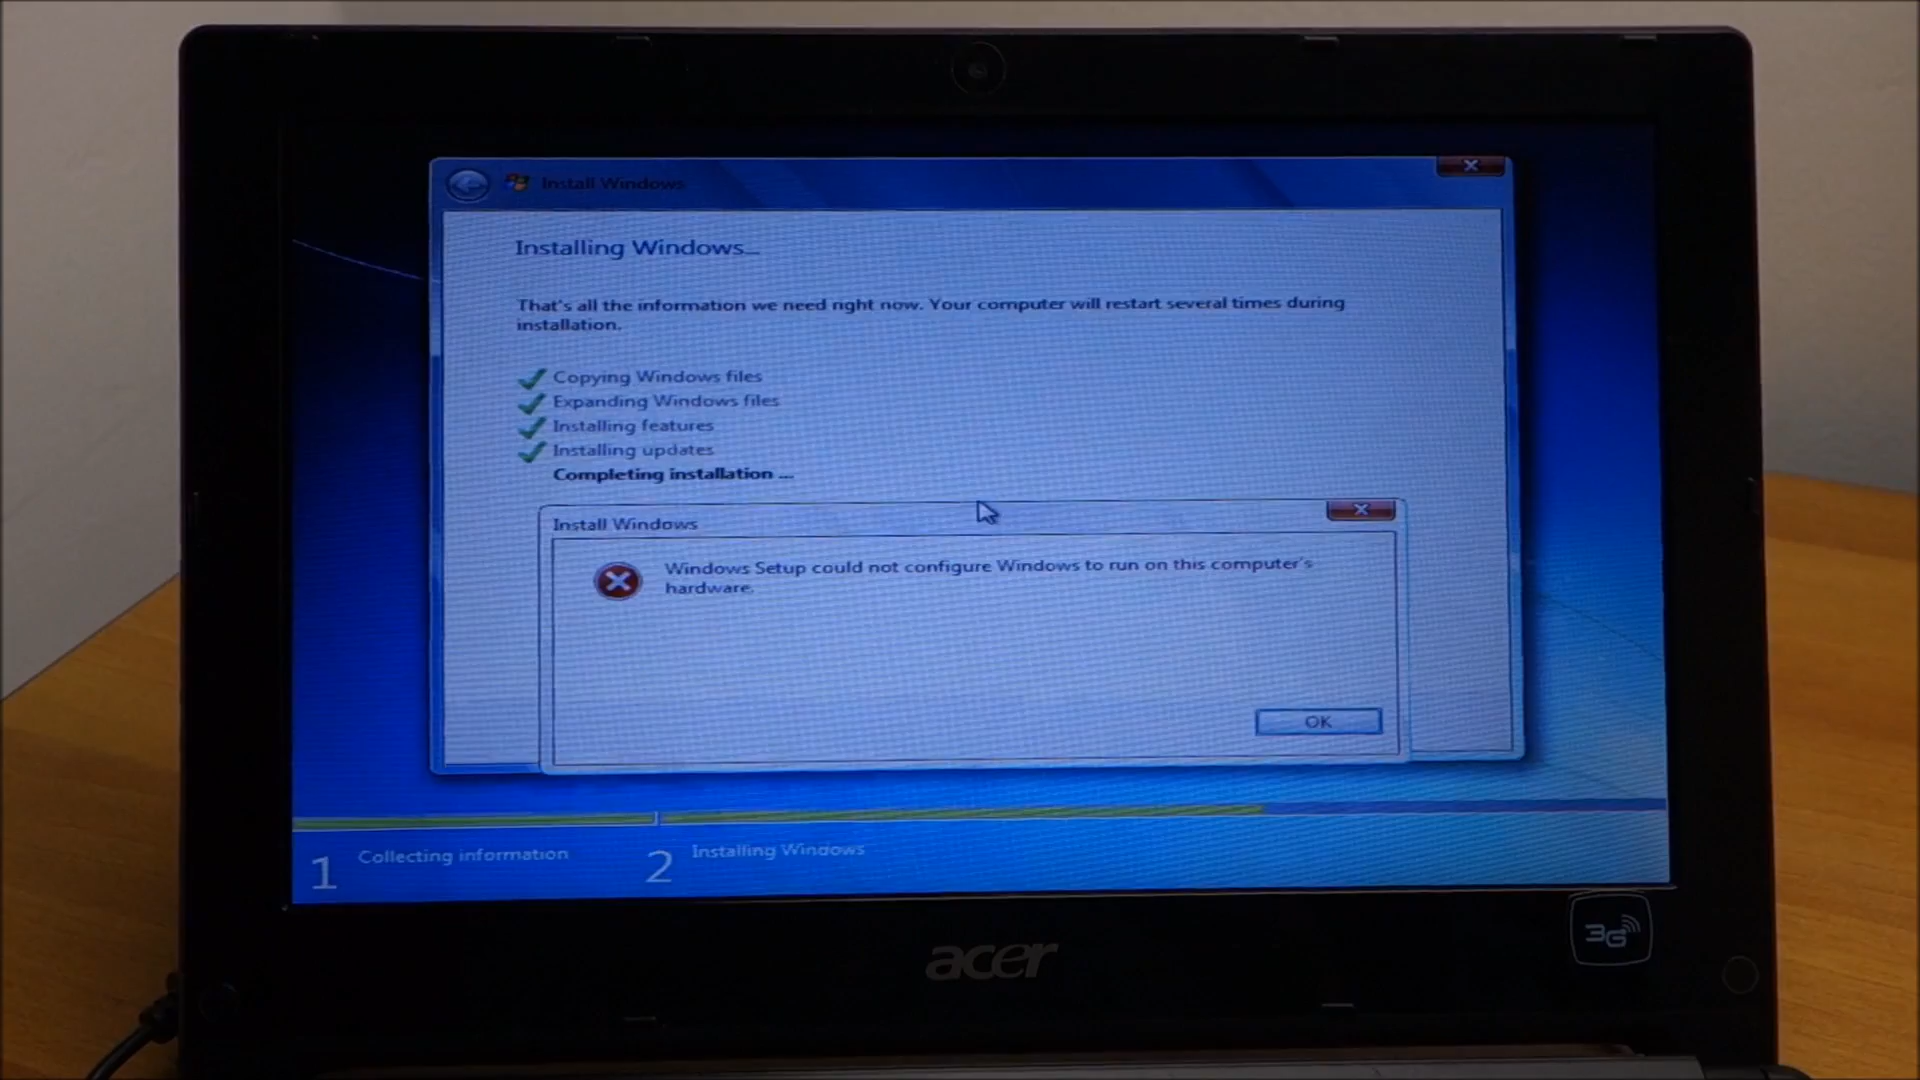 Install Windows
Installing Windows...
That's all the information we need right now. Your computer will restart several times during
installation.
Copying Windows files
Expanding Windows files
Installing features
Installing updates
Completing installation ...
Install Windows
Windows Setup could not configure Windows to run on this computer's
hardware.
OK
1 Collecting information
2 Installing Windows
acer
3G